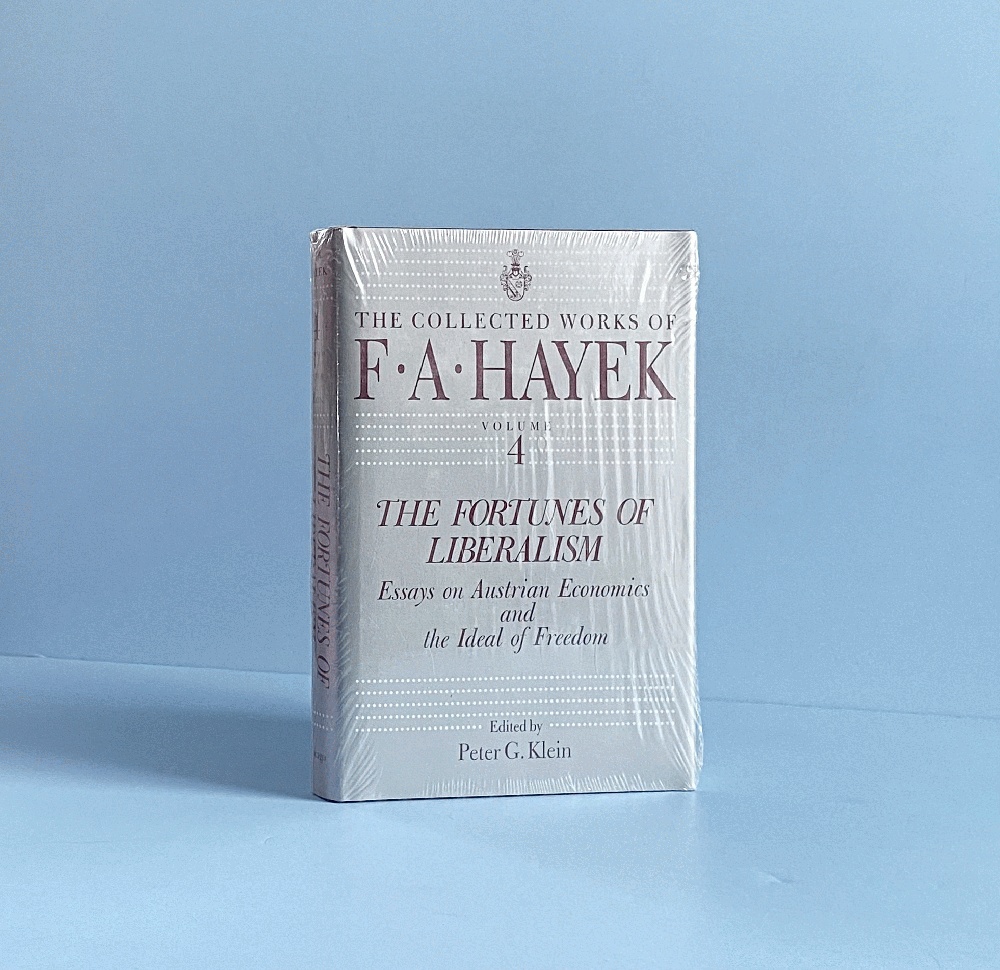 THE COLLECTED WORKS OF
F·A·HAYEK
VOLUME
4
THE FORTUNES OF
LIBERALISM
Essays on Austrian Economics
and
the Ideal of Freedom
Edited by
Peter G. Klein
THE FORTUNES OF